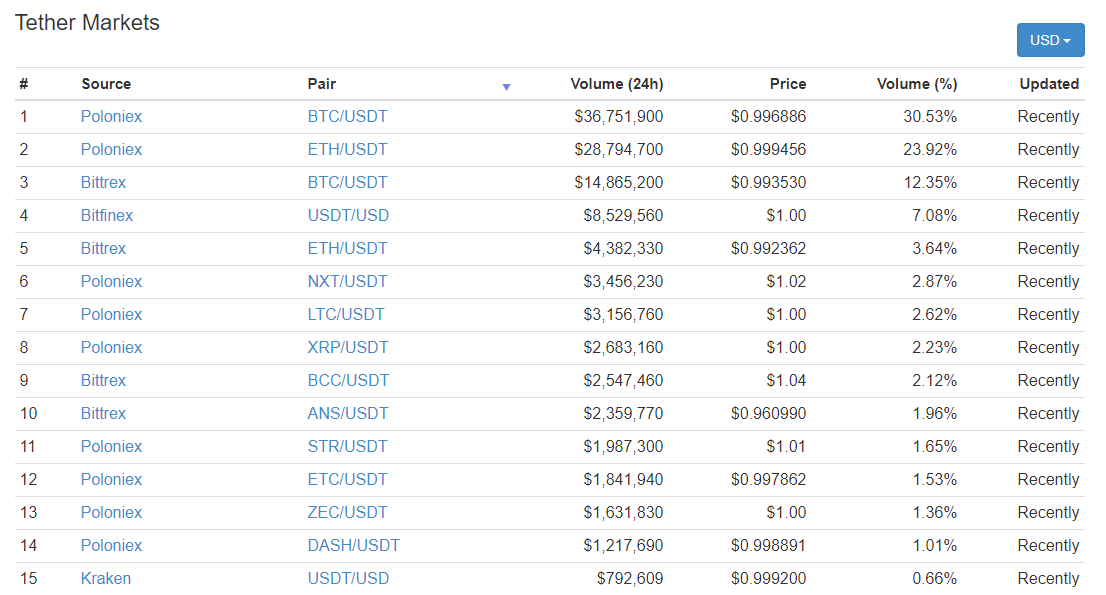 Tether Markets
USD
# Source Pair Volume (24h) Price Volume (%) Updated
1 Poloniex BTC/USDT $36,751,900 $0.996886 30.53% Recently
2 Poloniex ETH/USDT $28,794,700 $0.999456 23.92% Recently
3 Bittrex BTC/USDT $14,865,200 $0.993530 12.35% Recently
4 Bitfinex USDT/USD $8,529,560 $1.00 7.08% Recently
5 Bittrex ETH/USDT $4,382,330 $0.992362 3.64% Recently
6 Poloniex NXT/USDT $3,456,230 $1.02 2.87% Recently
7 Poloniex LTC/USDT $3,156,760 $1.00 2.62% Recently
8 Poloniex XRP/USDT $2,683,160 $1.00 2.23% Recently
9 Bittrex BCC/USDT $2,547,460 $1.04 2.12% Recently
10 Bittrex ANS/USDT $2,359,770 $0.960990 1.96% Recently
11 Poloniex STR/USDT $1,987,300 $1.01 1.65% Recently
12 Poloniex ETC/USDT $1,841,940 $0.997862 1.53% Recently
13 Poloniex ZEC/USDT $1,631,830 $1.00 1.36% Recently
14 Poloniex DASH/USDT $1,217,690 $0.998891 1.01% Recently
15 Kraken USDT/USD $792,609 $0.999200 0.66% Recently